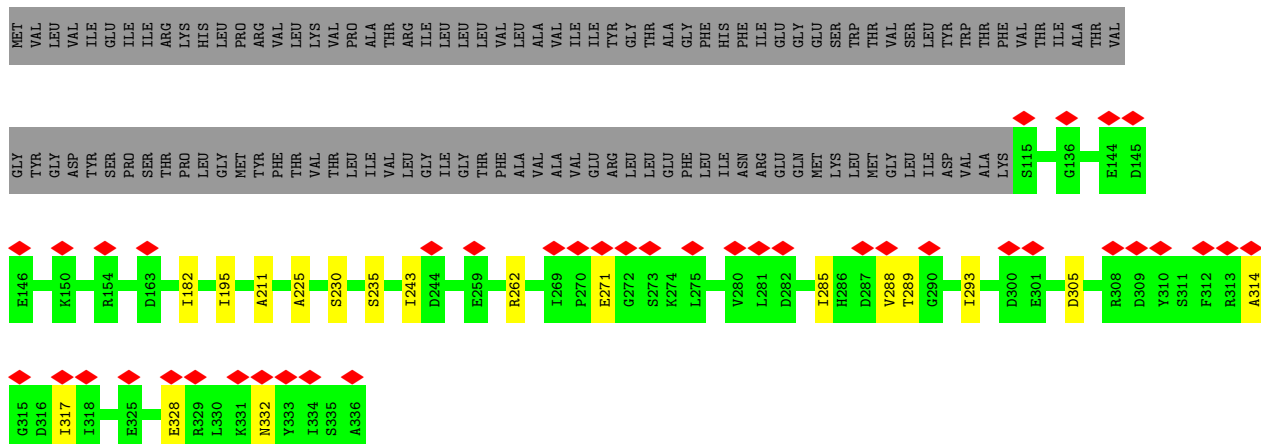 MET VAL LEU VAL ILE GLU ILE ILE ARG LYS HIS LEU PRO ARG VAL LEU LYS VAL PRO ALA THR ARG ILE LEU LEU LEU VAL LEU ALA VAL ILE ILE TYR GLY THR ALA GLY PHE HIS PHE ILE GLU GLY GLU SER TRP THR VAL SER LEU TYR TRP THR PHE VAL THR ILE ALA THR VAL
GLY TYR GLY ASP TYR SER PRO SER THR PRO LEU GLY MET TYR PHE THR VAL THR LEU ILE VAL LEU GLY ILE GLY THR PHE ALA VAL ALA VAL GLU ARG LEU LEU GLU PHE LEU ILE ASN ARG GLU GLN MET LYS LEU MET GLY LEU ILE ASP VAL ALA LYS S115 G136 E144 D145
E146 K150 R154 D163 I182 I195 A211 A225 S230 S235 I243 D244 E259 R262 I269 P270 E271 G272 S273 K274 L275 V280 L281 D282 I285 H286 D287 V288 T289 G290 I293 D300 E301 D305 R308 D309 Y310 S311 F312 R313 A314
G315 D316 I317 I318 E325 E328 R329 L330 K331 N332 Y333 I334 S335 A336